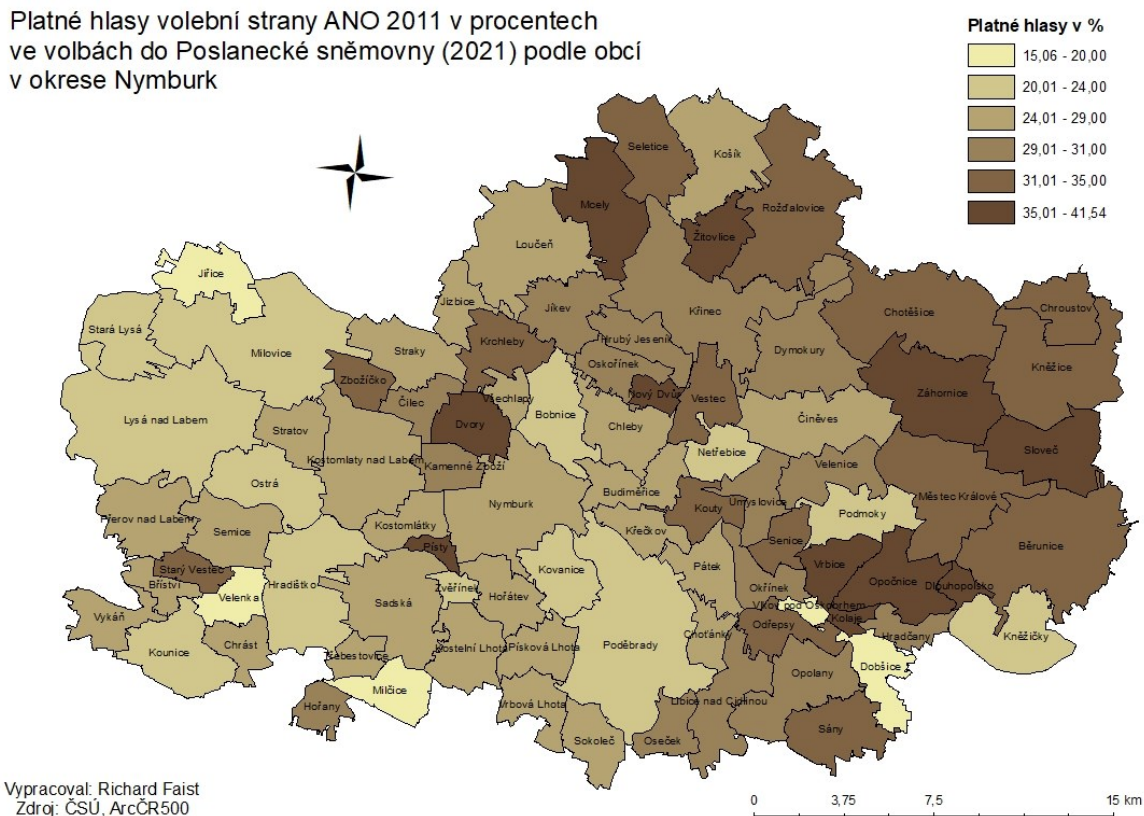 Platné hlasy volební strany ANO 2011 v procentech
ve volbách do Poslanecké sněmovny (2021) podle obcí
v okrese Nymburk
Platné hlasy v %
15,06 - 20,00
20,01 - 24,00
24,01 - 29,00
29,01 - 31,00
31,01 - 35,00
35,01 - 41,54
Seletice
Košík
Mcely
Rožďalovice
Žitovlice
Loučeň
Jiřice
Jizbice
Jíkev
Křinec
Chotěšice
Chroustov
Stará Lysá
Milovice
Straky
Krchleby
Hrubý Jeseník
Dymokury
Kněžice
Zbožíčko
Oskořínek
Čilec
Všechlapy
Nový Dvůr
Vestec
Záhornice
Lysá nad Labem
Stratov
Dvory
Bobnice
Chleby
Činěves
Kostomlaty nad Labem
Netřebice
Sloveč
Kamenné Zboží
Velenice
Ostrá
Budiměřice
Umyslovice
Městec Králové
Nymburk
Kouty
Podmoky
Přerov nad Labem
Semice
Kostomlátky
Křečkov
Senice
Písty
Běrunice
Starý Vestec
Kovanice
Pátek
Vrbice
Opočnice
Bříství
Velenka
Hradištko
Zvěřínek
Hořátev
Okřínek
Dlouhopolsko
Sadská
Vlkov pod Oškobrhem
Vykáň
Kolaje
Odřepsy
Choťánky
Hradčany
Kněžičky
Chrást
Kostelní Lhota
Písková Lhota
Poděbrady
Kounice
Třebestovice
Dobšice
Opolany
Milčice
Libice nad Cidlinou
Hořany
Vrbová Lhota
Sány
Sokoleč
Oseček
Vypracoval: Richard Faist
Zdroj: ČSÚ, ArcČR500
0 3,75 7,5 15 km